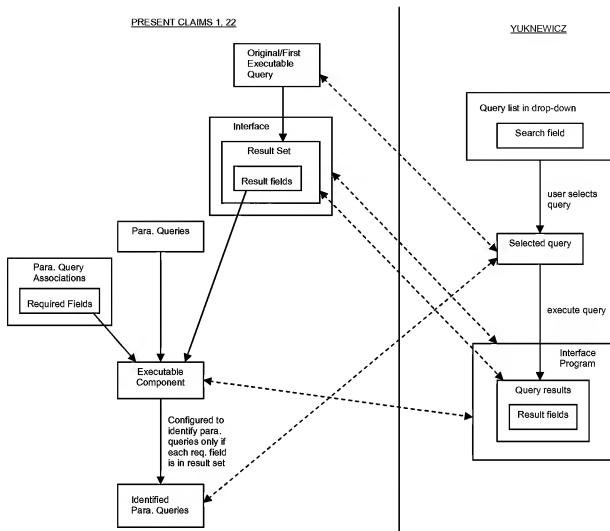 PRESENT CLAIMS 1, 22
YUKNEWICZ
Original/First
Executable
Query
Query list in drop-down
Search field
Interface
Result Set
Result fields
user selects
query
Para. Queries
Selected query
Para. Query
Associations
Required Fields
execute query
Interface
Program
Executable
Component
Query results
Result fields
Configured to
identify para.
queries only if
each req. field
is in result set
Identified
Para. Queries